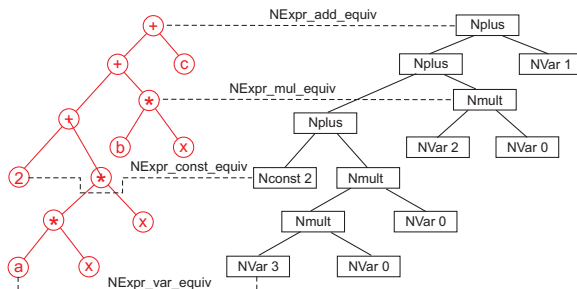 + NExpr_add_equiv Nplus
+ c Nplus NVar 1
* NExpr_mul_equiv Nmult
+ Nplus
b x NVar 2 NVar 0
2 * NExpr_const_equiv Nconst 2 Nmult
* x Nmult NVar 0
a x NVar 3 NVar 0
NExpr_var_equiv